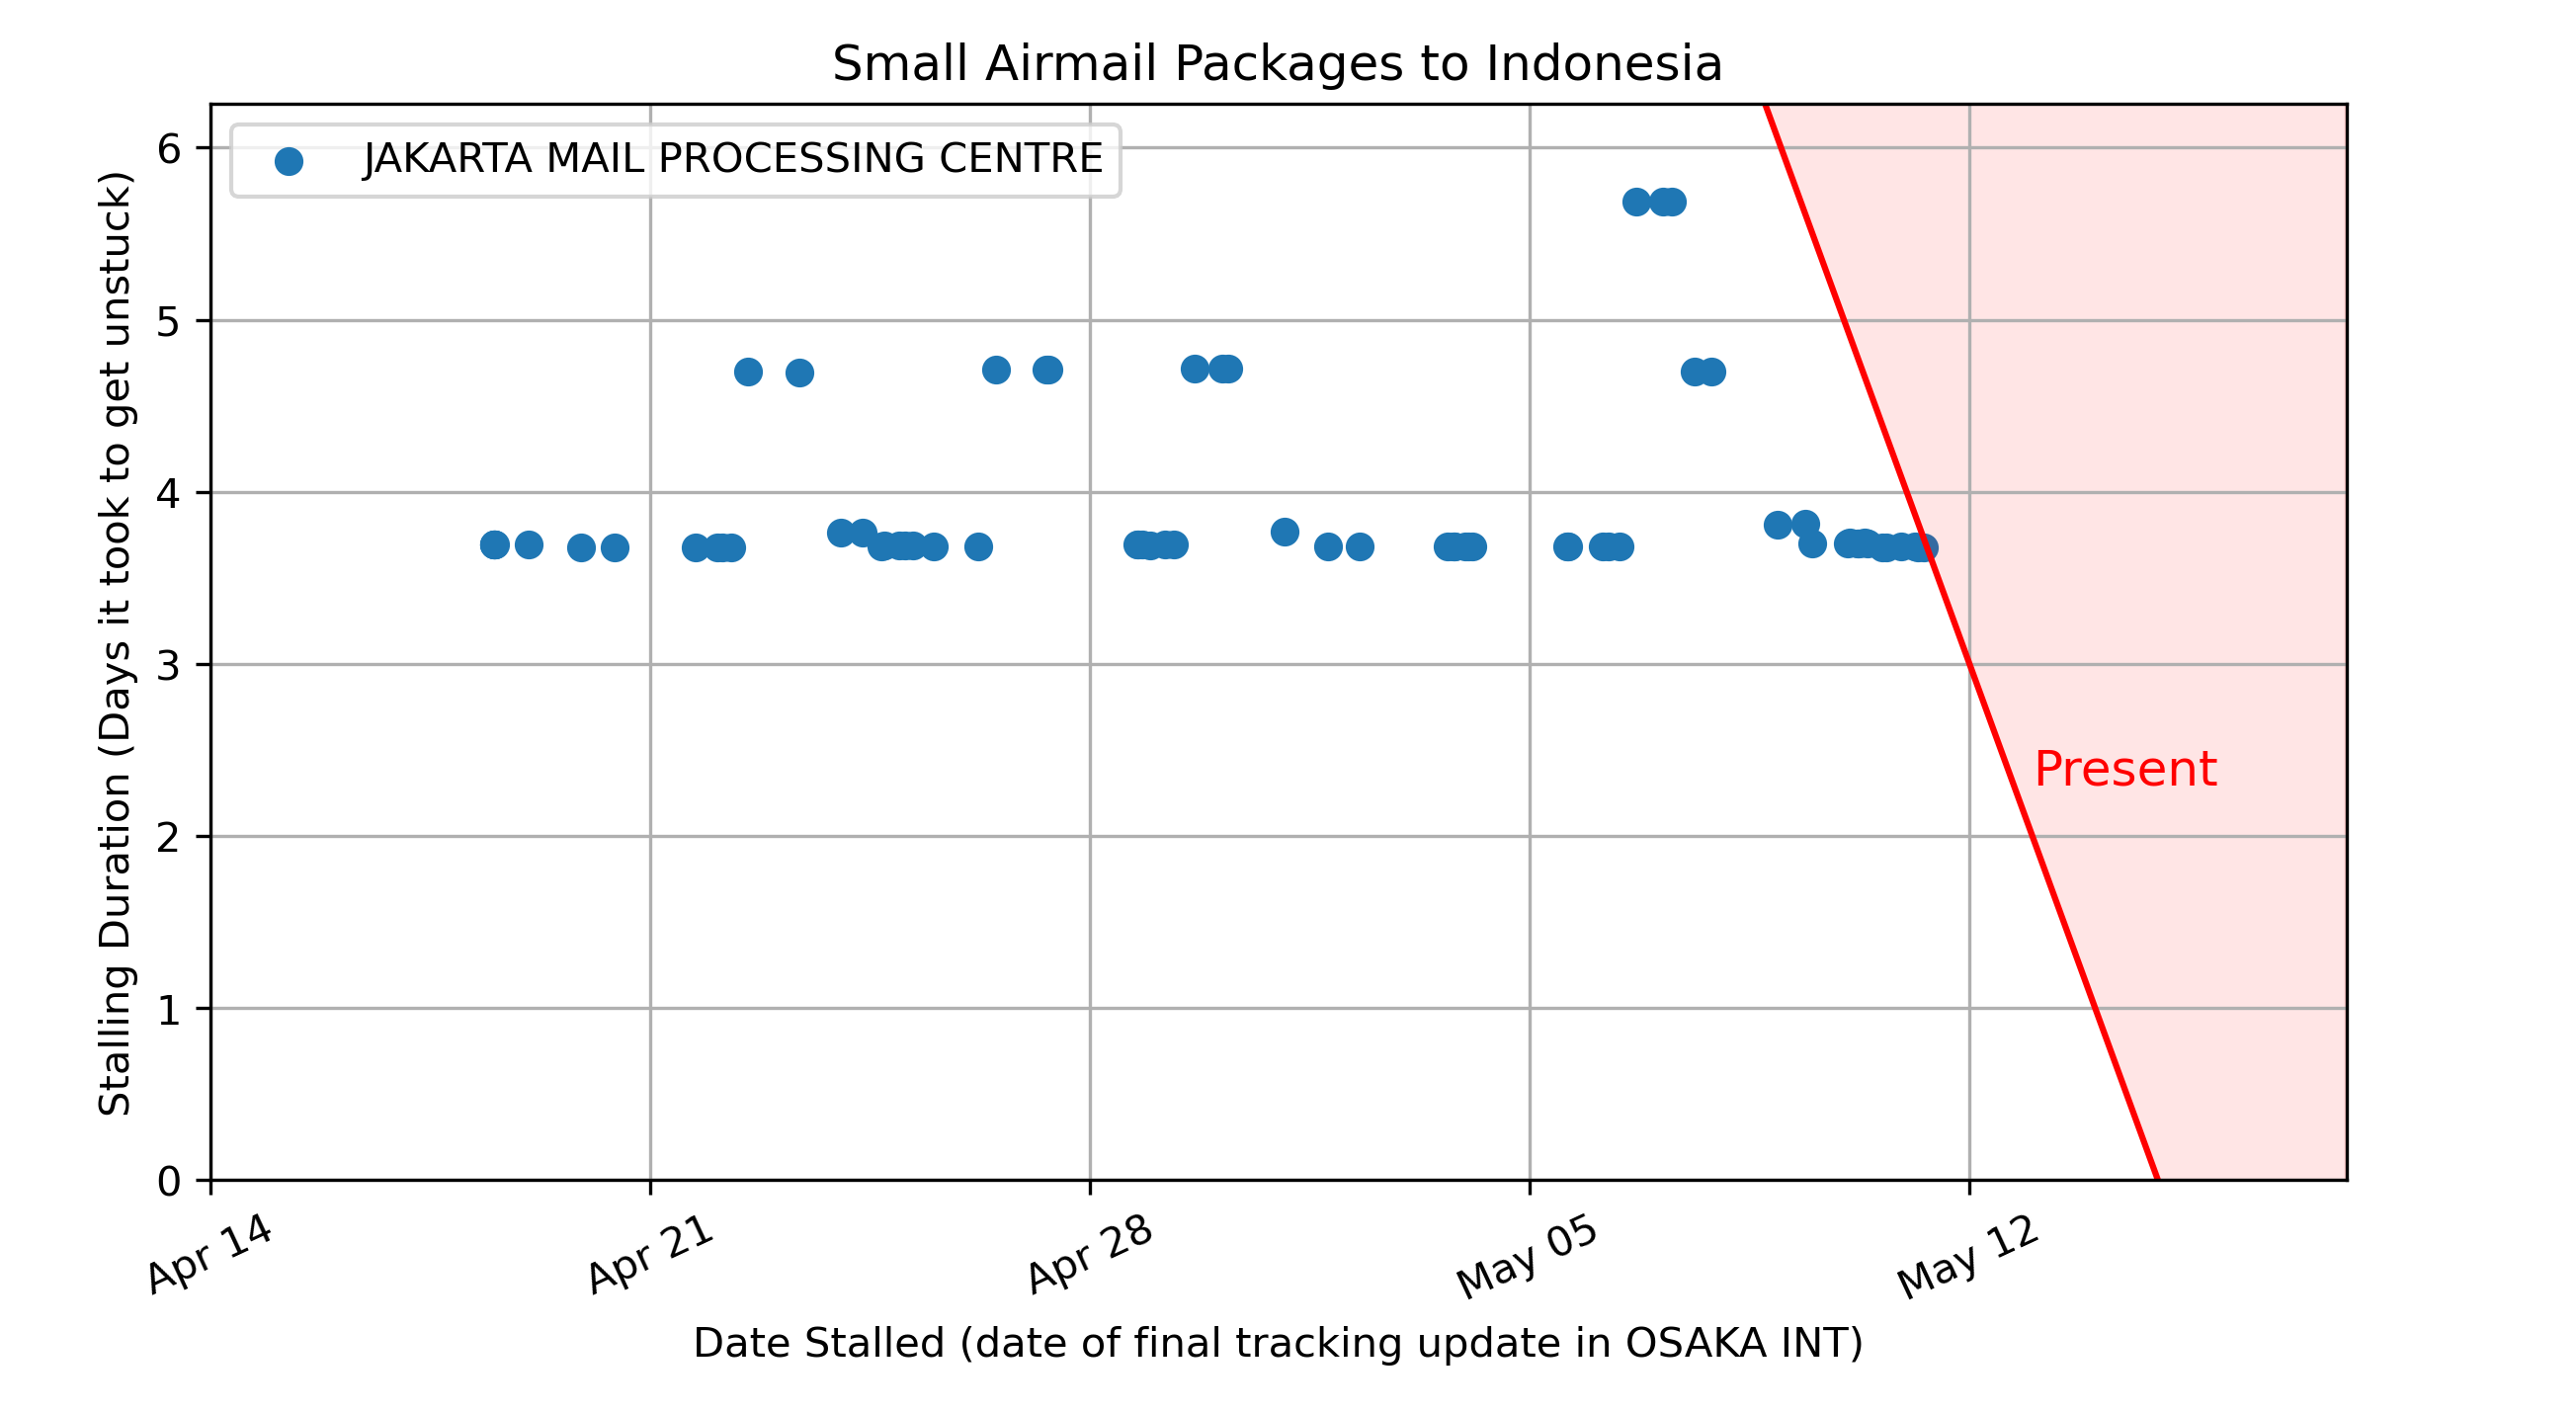 Small Airmail Packages to Indonesia
JAKARTA MAIL PROCESSING CENTRE
Stalling Duration (Days it took to get unstuck)
6
5
4
3
2
1
0
Present
Apr 14
Apr 21
Apr 28
May 05
May 12
Date Stalled (date of final tracking update in OSAKA INT)